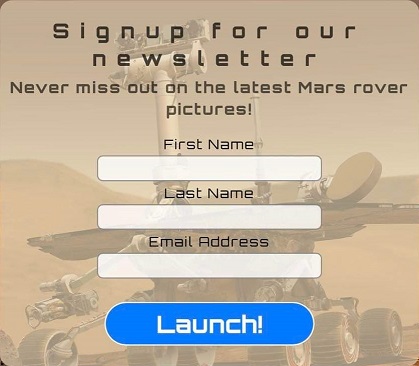 Signup for our
newsletter
Never miss out on the latest Mars rover
pictures!
First Name
Last Name
Email Address
Launch!